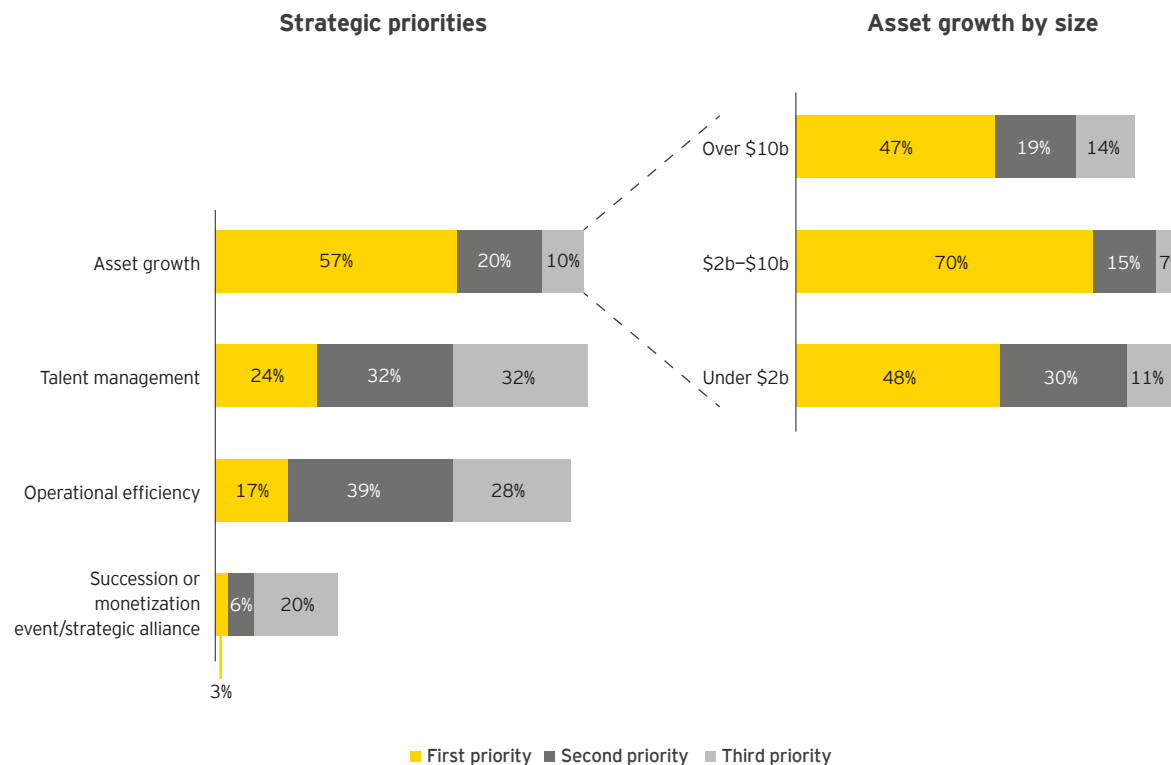 Strategic priorities
Asset growth by size
Over $10b 47% 19% 14%
Asset growth 57% 20% 10%
$2b–$10b 70% 15% 7
Talent management 24% 32% 32%
Under $2b 48% 30% 11%
Operational efficiency 17% 39% 28%
Succession or
monetization
event/strategic alliance
6% 20%
3%
First priority Second priority Third priority